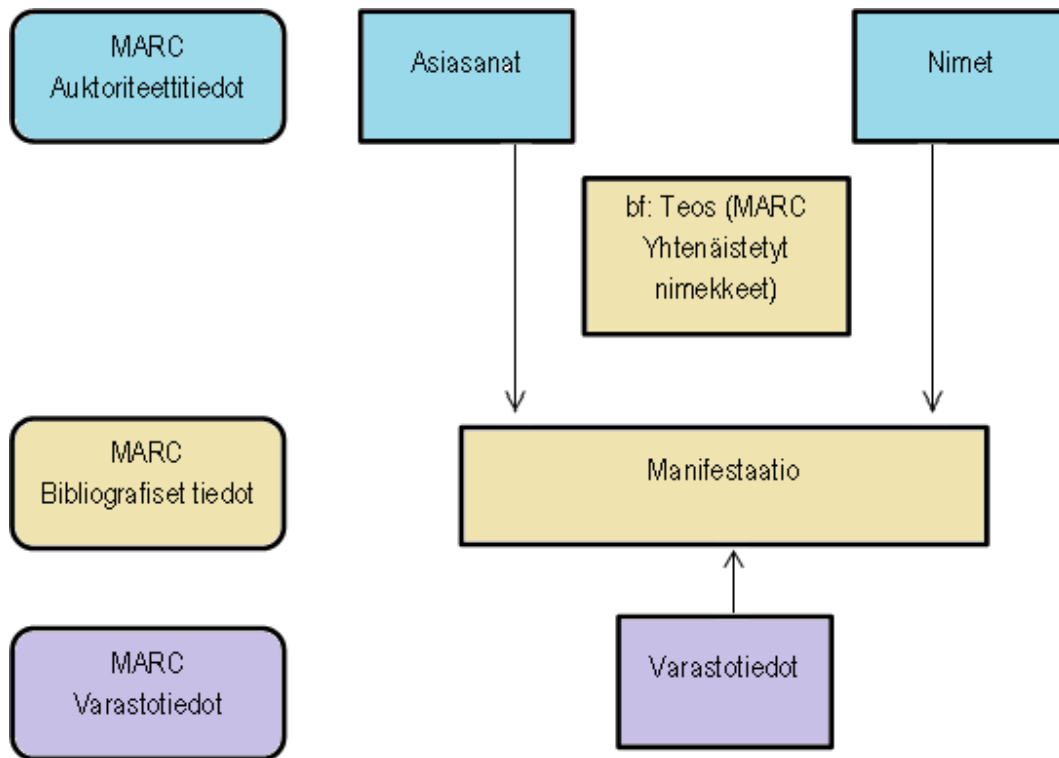 MARC
Auktoriteettitiedot
Asiasanat
Nimet
bf: Teos (MARC
Yhtenäistetyt
nimekkeet)
MARC
Bibliografiset tiedot
Manifestaatio
MARC
Varastotiedot
Varastotiedot